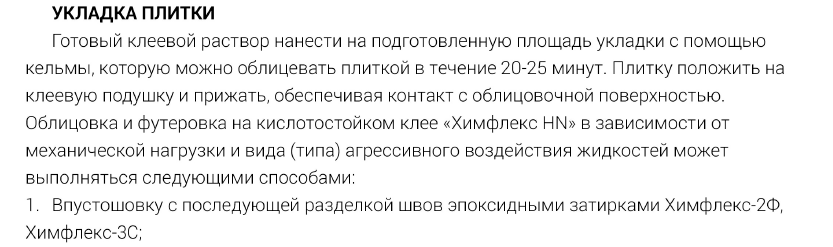 УКЛАДКА ПЛИТКИ
Готовый клеевой раствор нанести на подготовленную площадь укладки с помощью
кельмы, которую можно облицевать плиткой в течение 20-25 минут. Плитку положить на
клеевую подушку и прижать, обеспечивая контакт с облицовочной поверхностью.
Облицовка и футеровка на кислотостойком клее «Химфлекс HN» в зависимости от
механической нагрузки и вида (типа) агрессивного воздействия жидкостей может
выполняться следующими способами:
1. Впустошовку с последующей разделкой швов эпоксидными затирками Химфлекс-2Ф,
Химфлекс-3С;